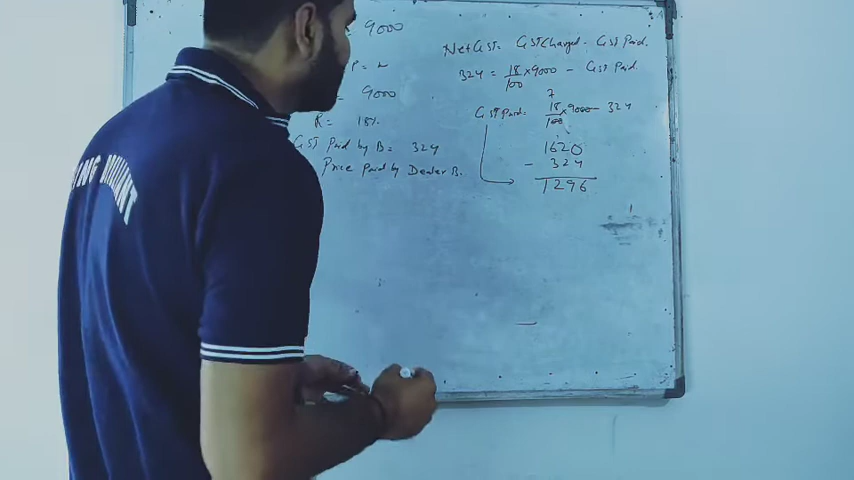 9000
P =
9000
R = 18%
GST Paid by B = 324
Price Paid by Dealer B.
Net GST = GST Charged - GST Paid.
324 = 18/100 × 9000 - GST Paid.
GST Paid = 18/100 × 9000 - 324
1620
- 324
1296